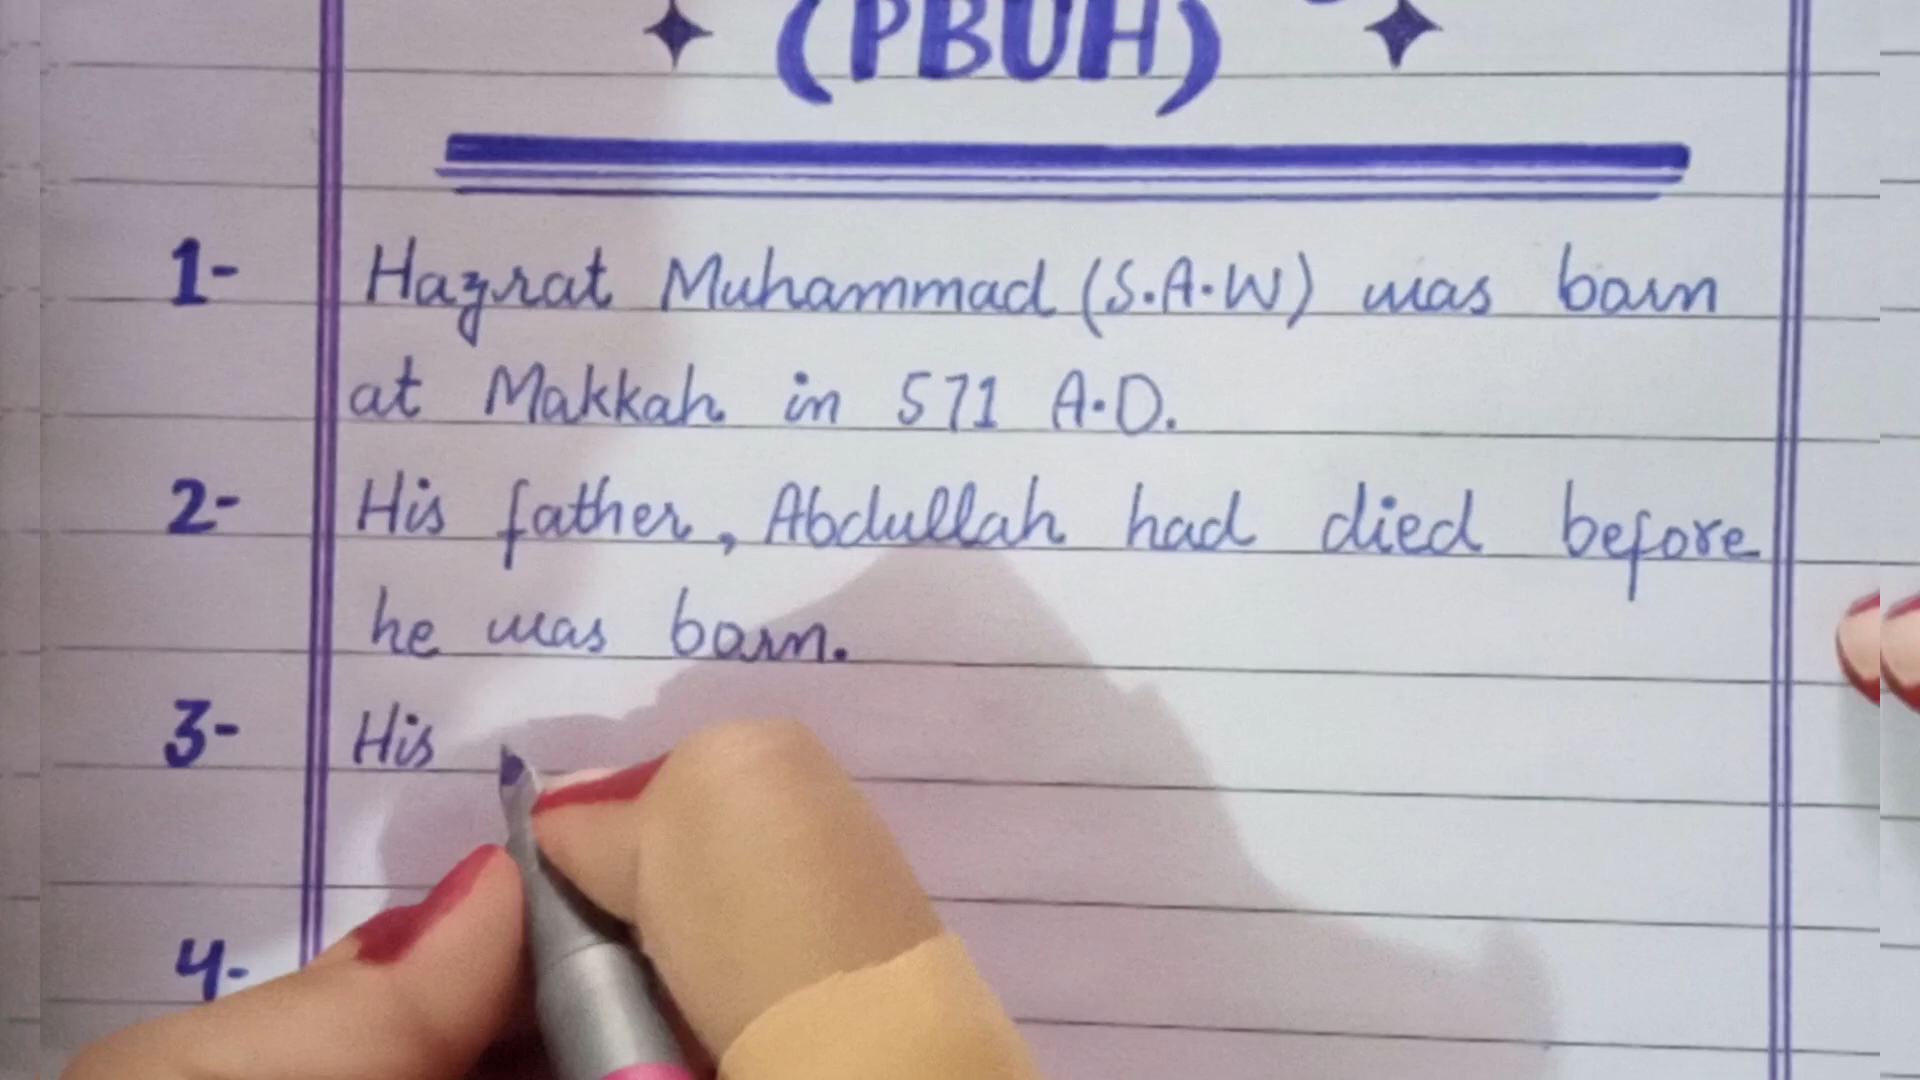 (PBUH)
1- Hazrat Muhammad (S.A.W) was born
at Makkah in 571 A.D.
2- His father, Abdullah had died before
he was born.
3- His
4-